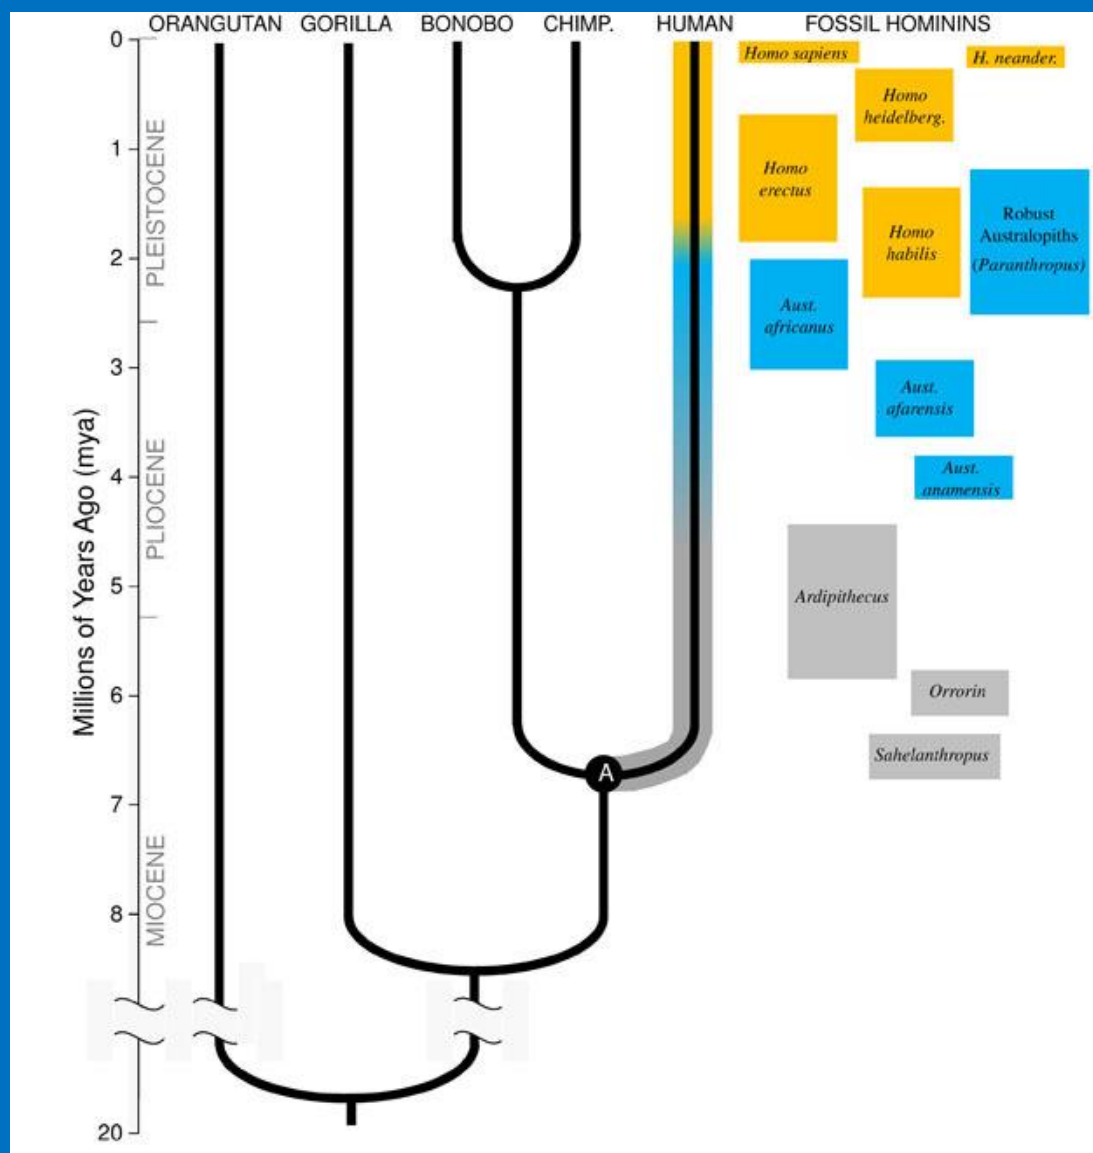 ORANGUTAN GORILLA BONOBO CHIMP. HUMAN FOSSIL HOMININS
0
1
2
3
4
5
6
7
8
20
Millions of Years Ago (mya)
PLEISTOCENE
PLIOCENE
MIOCENE
A
Homo sapiens
H. neander.
Homo
heidelberg.
Homo
erectus
Homo
habilis
Robust
Australopiths
(Paranthropus)
Aust.
africanus
Aust.
afarensis
Aust.
anamensis
Ardipithecus
Orrorin
Sahelanthropus